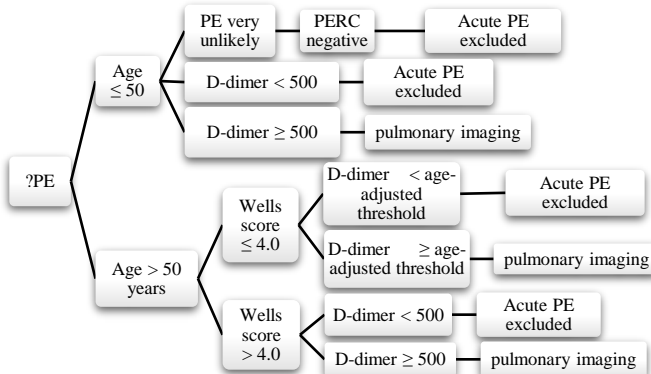 PE very
unlikely
PERC
negative
Acute PE
excluded
Age
≤ 50
D-dimer < 500
Acute PE
excluded
D-dimer ≥ 500
pulmonary imaging
?PE
Wells
score
≤ 4.0
D-dimer < age-
adjusted
threshold
Acute PE
excluded
D-dimer ≥ age-
adjusted threshold
pulmonary imaging
Age > 50
years
Wells
score
> 4.0
D-dimer < 500
Acute PE
excluded
D-dimer ≥ 500
pulmonary imaging